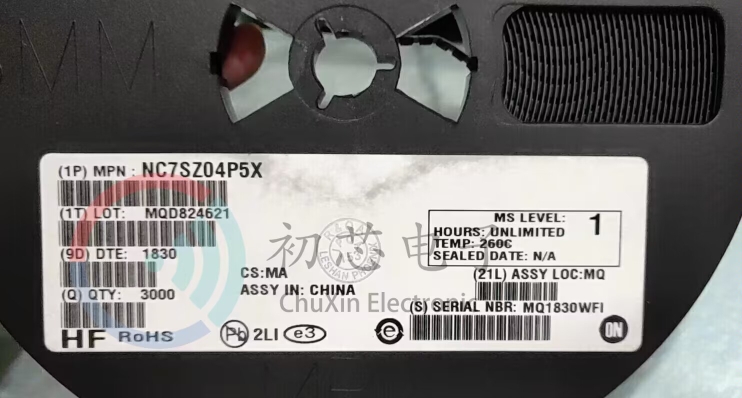 MM
(1P) MPN : NC7SZ04P5X
(1T) LOT: MQD824621
(9D) DTE: 1830
(Q) QTY: 3000
HF RoHS
Pb 2LI e3
CS:MA
ASSY IN: CHINA
MS LEVEL: 1
HOURS: UNLIMITED
TEMP: 260C
SEALED DATE: N/A
(21L) ASSY LOC:MQ
(S) SERIAL NBR: MQ1830WFI
e
ON
初芯电子
ChuXin Electronic